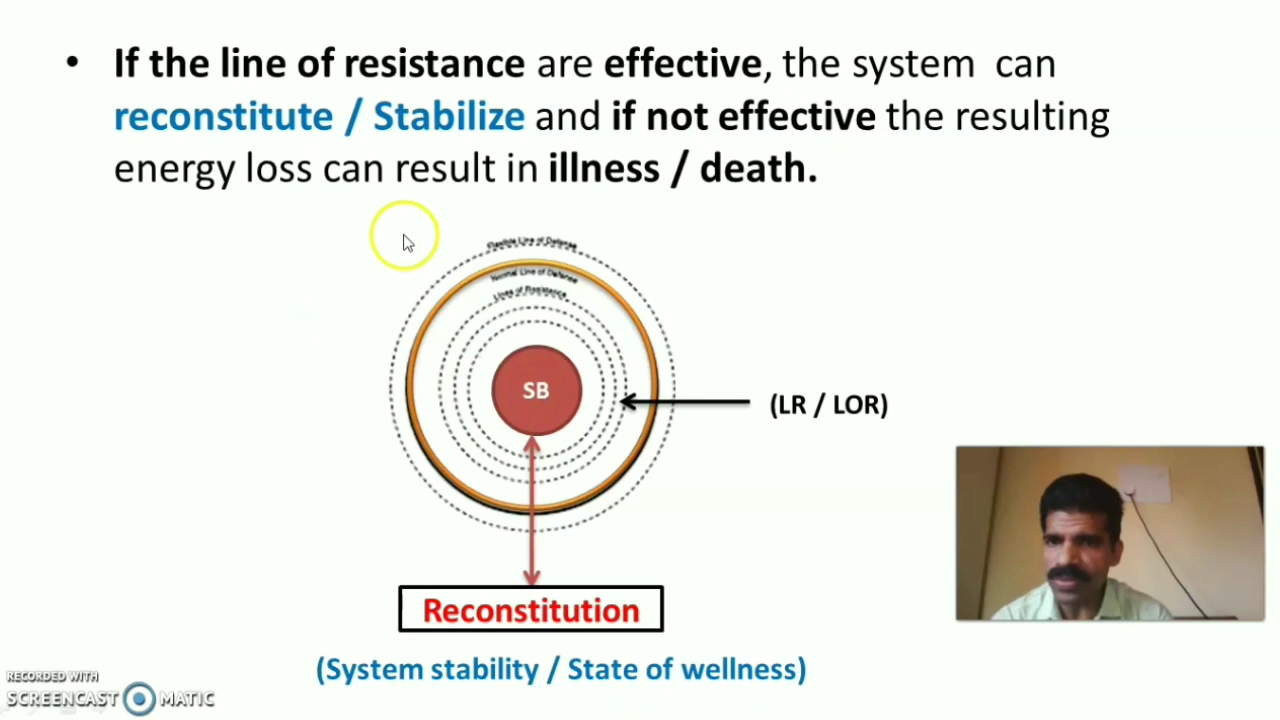 • If the line of resistance are effective, the system can
reconstitute / Stabilize and if not effective the resulting
energy loss can result in illness / death.
Flexible Line of Defense
Normal Line of Defense
Lines of Resistance
SB
(LR / LOR)
Reconstitution
(System stability / State of wellness)
RECORDED WITH
SCREENCAST MATIC